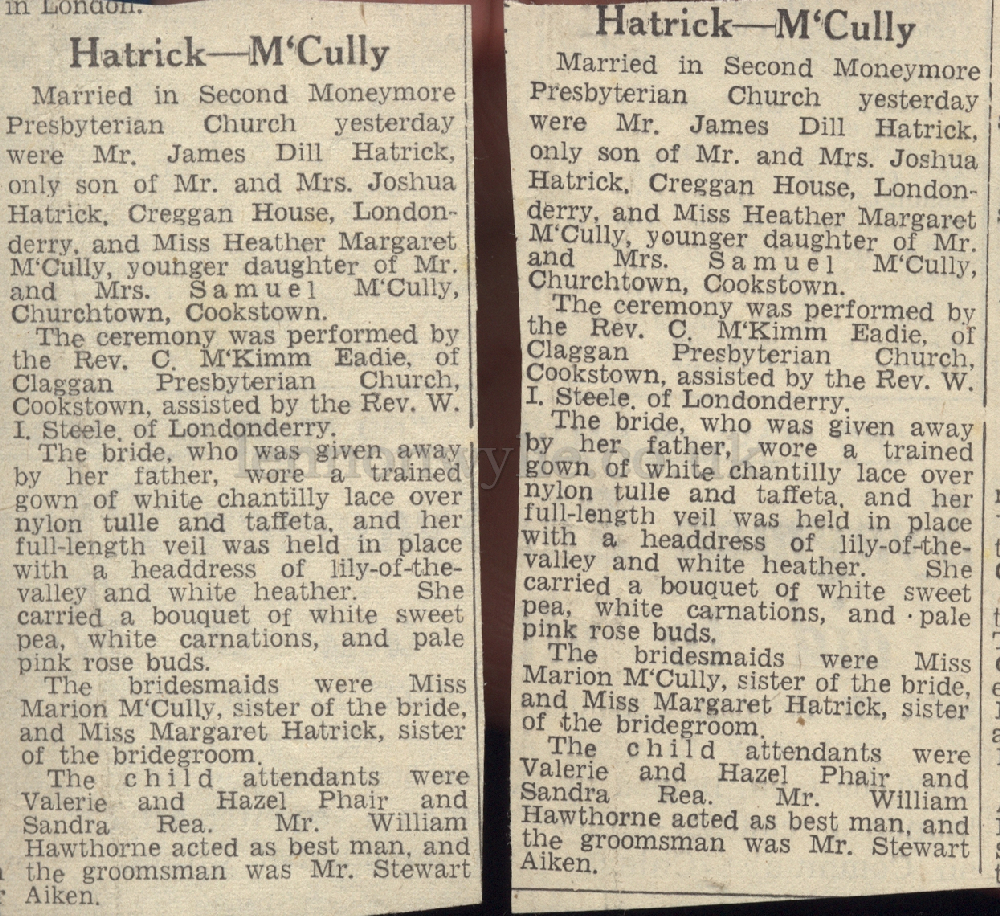 in London.
Hatrick—M‘Cully
Married in Second Moneymore
Presbyterian Church yesterday
were Mr. James Dill Hatrick,
only son of Mr. and Mrs. Joshua
Hatrick, Creggan House, London-
derry, and Miss Heather Margaret
M‘Cully, younger daughter of Mr.
and Mrs. Samuel M‘Cully,
Churchtown, Cookstown.
The ceremony was performed by
the Rev. C. M‘Kimm Eadie, of
Claggan Presbyterian Church,
Cookstown, assisted by the Rev. W.
I. Steele, of Londonderry.
The bride, who was given away
by her father, wore a trained
gown of white chantilly lace over
nylon tulle and taffeta, and her
full-length veil was held in place
with a headdress of lily-of-the-
valley and white heather. She
carried a bouquet of white sweet
pea, white carnations, and pale
pink rose buds.
The bridesmaids were Miss
Marion M‘Cully, sister of the bride,
and Miss Margaret Hatrick, sister
of the bridegroom.
The child attendants were
Valerie and Hazel Phair and
Sandra Rea. Mr. William
Hawthorne acted as best man, and
the groomsman was Mr. Stewart
Aiken.
Hatrick—M‘Cully
Married in Second Moneymore
Presbyterian Church yesterday
were Mr. James Dill Hatrick,
only son of Mr. and Mrs. Joshua
Hatrick, Creggan House, London-
derry, and Miss Heather Margaret
M‘Cully, younger daughter of Mr.
and Mrs. Samuel M‘Cully,
Churchtown, Cookstown.
The ceremony was performed by
the Rev. C. M‘Kimm Eadie, of
Claggan Presbyterian Church,
Cookstown, assisted by the Rev. W.
I. Steele, of Londonderry.
The bride, who was given away
by her father, wore a trained
gown of white chantilly lace over
nylon tulle and taffeta, and her
full-length veil was held in place
with a headdress of lily-of-the-
valley and white heather. She
carried a bouquet of white sweet
pea, white carnations, and pale
pink rose buds.
The bridesmaids were Miss
Marion M‘Cully, sister of the bride,
and Miss Margaret Hatrick, sister
of the bridegroom.
The child attendants were
Valerie and Hazel Phair and
Sandra Rea. Mr. William
Hawthorne acted as best man, and
the groomsman was Mr. Stewart
Aiken.